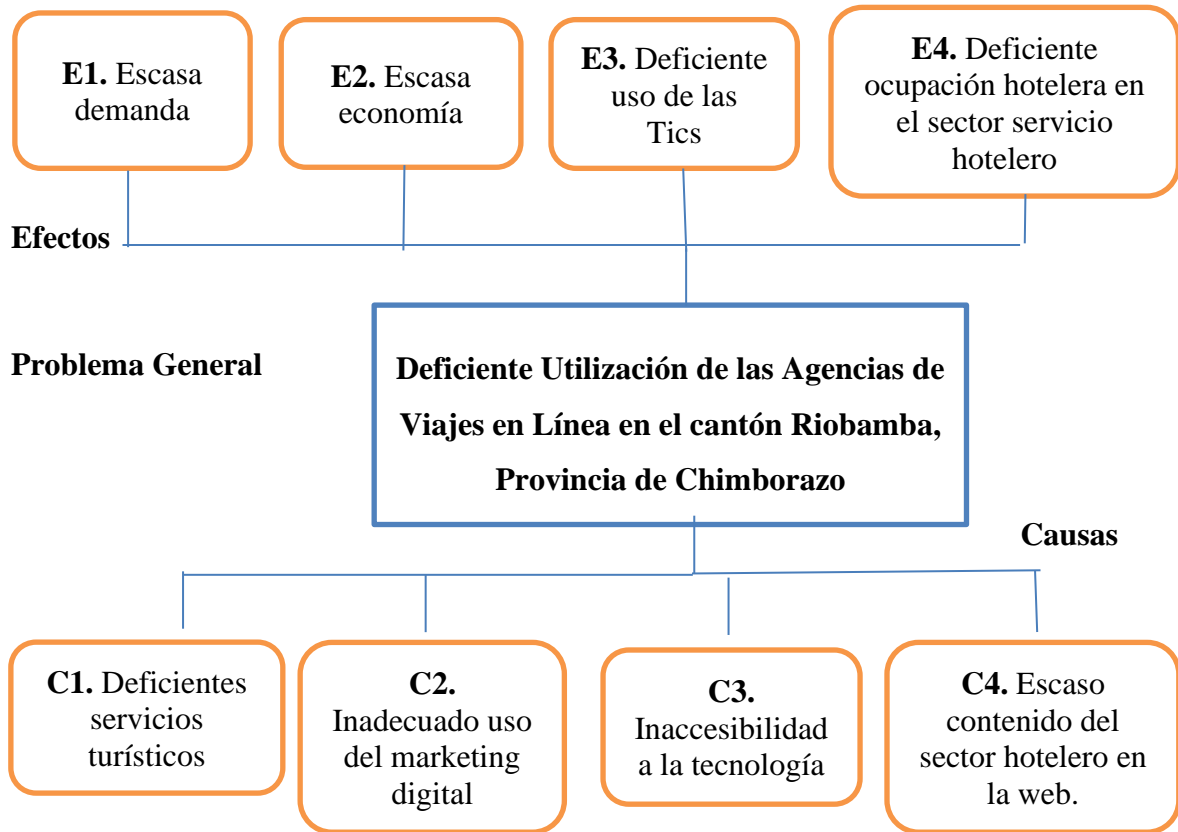 E1. Escasa
demanda
E2. Escasa
economía
E3. Deficiente
uso de las
Tics
E4. Deficiente
ocupación hotelera en
el sector servicio
hotelero
Efectos
Problema General
Deficiente Utilización de las Agencias de
Viajes en Línea en el cantón Riobamba,
Provincia de Chimborazo
Causas
C1. Deficientes
servicios
turísticos
C2.
Inadecuado uso
del marketing
digital
C3.
Inaccesibilidad
a la tecnología
C4. Escaso
contenido del
sector hotelero en
la web.